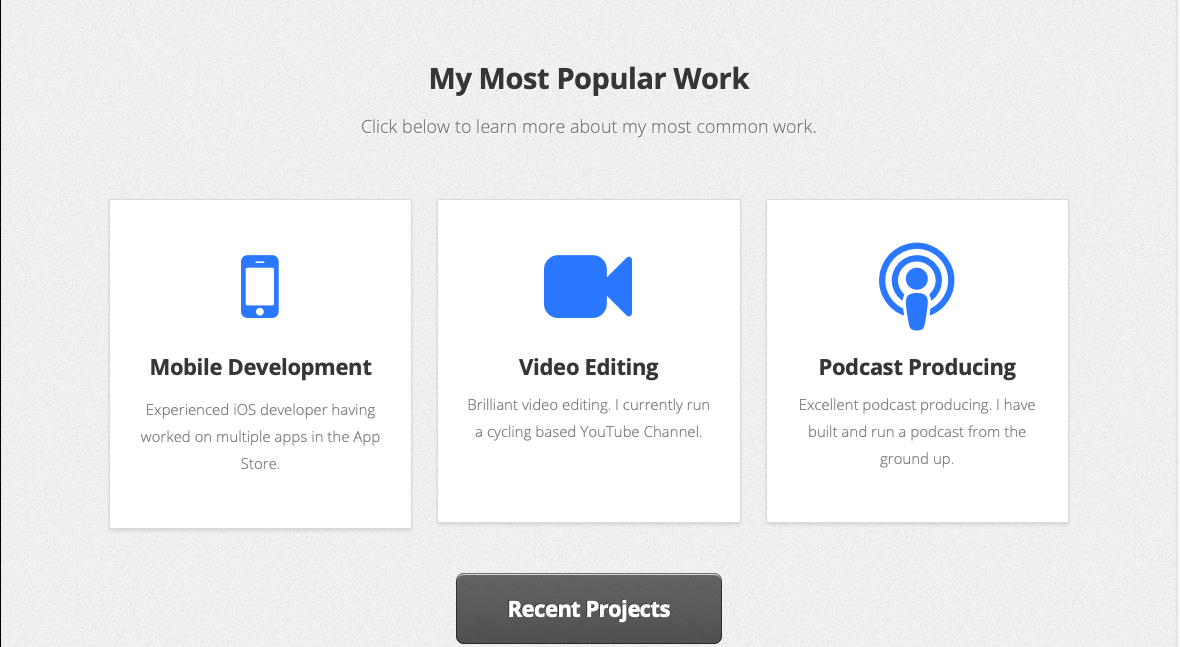 My Most Popular Work
Click below to learn more about my most common work.
Mobile Development
Experienced iOS developer having
worked on multiple apps in the App
Store.
Video Editing
Brilliant video editing. I currently run
a cycling based YouTube Channel.
Podcast Producing
Excellent podcast producing. I have
built and run a podcast from the
ground up.
Recent Projects